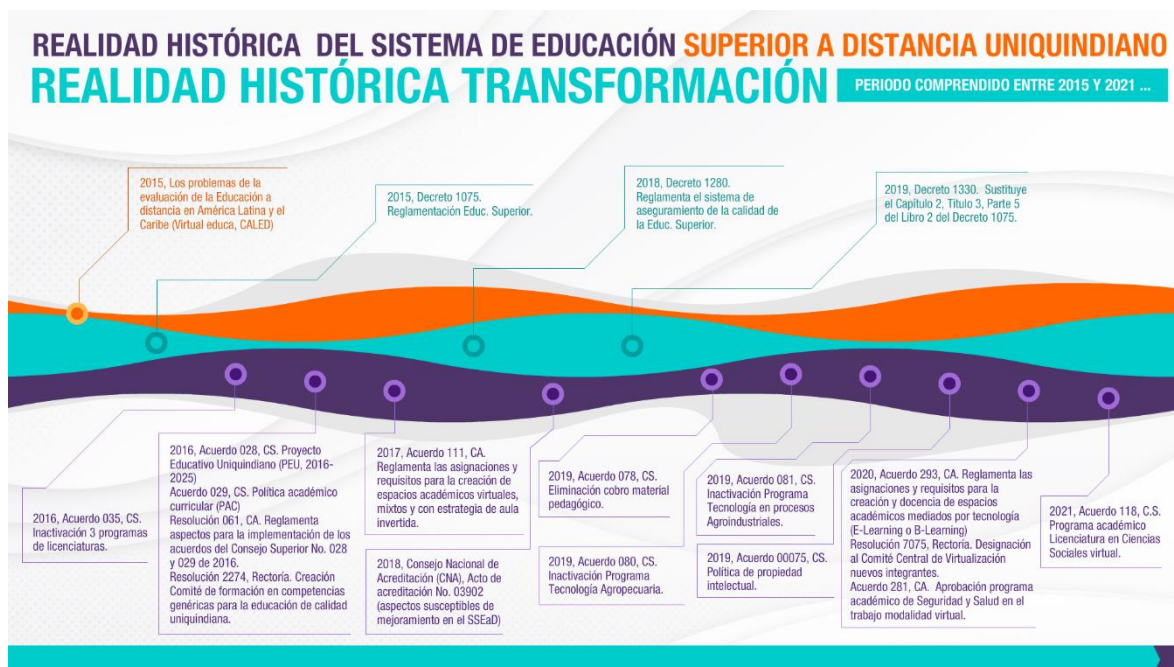 REALIDAD HISTÓRICA DEL SISTEMA DE EDUCACIÓN SUPERIOR A DISTANCIA UNIQUINDIANO
REALIDAD HISTÓRICA TRANSFORMACIÓN
PERIODO COMPRENDIDO ENTRE 2015 Y 2021 ...
2015, Los problemas de la
evaluación de la Educación a
distancia en América Latina y el
Caribe (Virtual educa, CALED)
2015, Decreto 1075.
Reglamentación Educ. Superior.
2018, Decreto 1280.
Reglamenta el sistema de
aseguramiento de la calidad de
la Educ. Superior.
2019, Decreto 1330. Sustituye
el Capítulo 2, Título 3, Parte 5
del Libro 2 del Decreto 1075.
2016, Acuerdo 035, CS.
Inactivación 3 programas
de licenciaturas.
2016, Acuerdo 028, CS. Proyecto
Educativo Uniquindiano (PEU, 2016-
2025)
Acuerdo 029, CS. Política académico
curricular (PAC)
Resolución 061, CA. Reglamenta
aspectos para la implementación de los
acuerdos del Consejo Superior No. 028
y 029 de 2016.
Resolución 2274, Rectoría. Creación
Comité de formación en competencias
genéricas para la educación de calidad
uniquindiana.
2017, Acuerdo 111, CA.
Reglamenta las asignaciones y
requisitos para la creación de
espacios académicos virtuales,
mixtos y con estrategia de aula
invertida.
2018, Consejo Nacional de
Acreditación (CNA), Acto de
acreditación No. 03902
(aspectos susceptibles de
mejoramiento en el SSEaD)
2019, Acuerdo 078, CS.
Eliminación cobro material
pedagógico.
2019, Acuerdo 080, CS.
Inactivación Programa
Tecnología Agropecuaria.
2019, Acuerdo 081, CS.
Inactivación Programa
Tecnología en procesos
Agroindustriales.
2019, Acuerdo 00075, CS.
Política de propiedad
intelectual.
2020, Acuerdo 293, CA. Reglamenta las
asignaciones y requisitos para la
creación y docencia de espacios
académicos mediados por tecnología
(E-Learning o B-Learning)
Resolución 7075, Rectoría. Designación
al Comité Central de Virtualización
nuevos integrantes.
Acuerdo 281, CA. Aprobación programa
académico de Seguridad y Salud en el
trabajo modalidad virtual.
2021, Acuerdo 118, C.S.
Programa académico
Licenciatura en Ciencias
Sociales virtual.